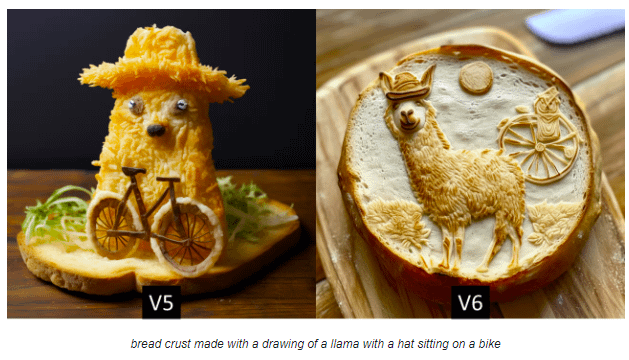 V5
V6
bread crust made with a drawing of a llama with a hat sitting on a bike